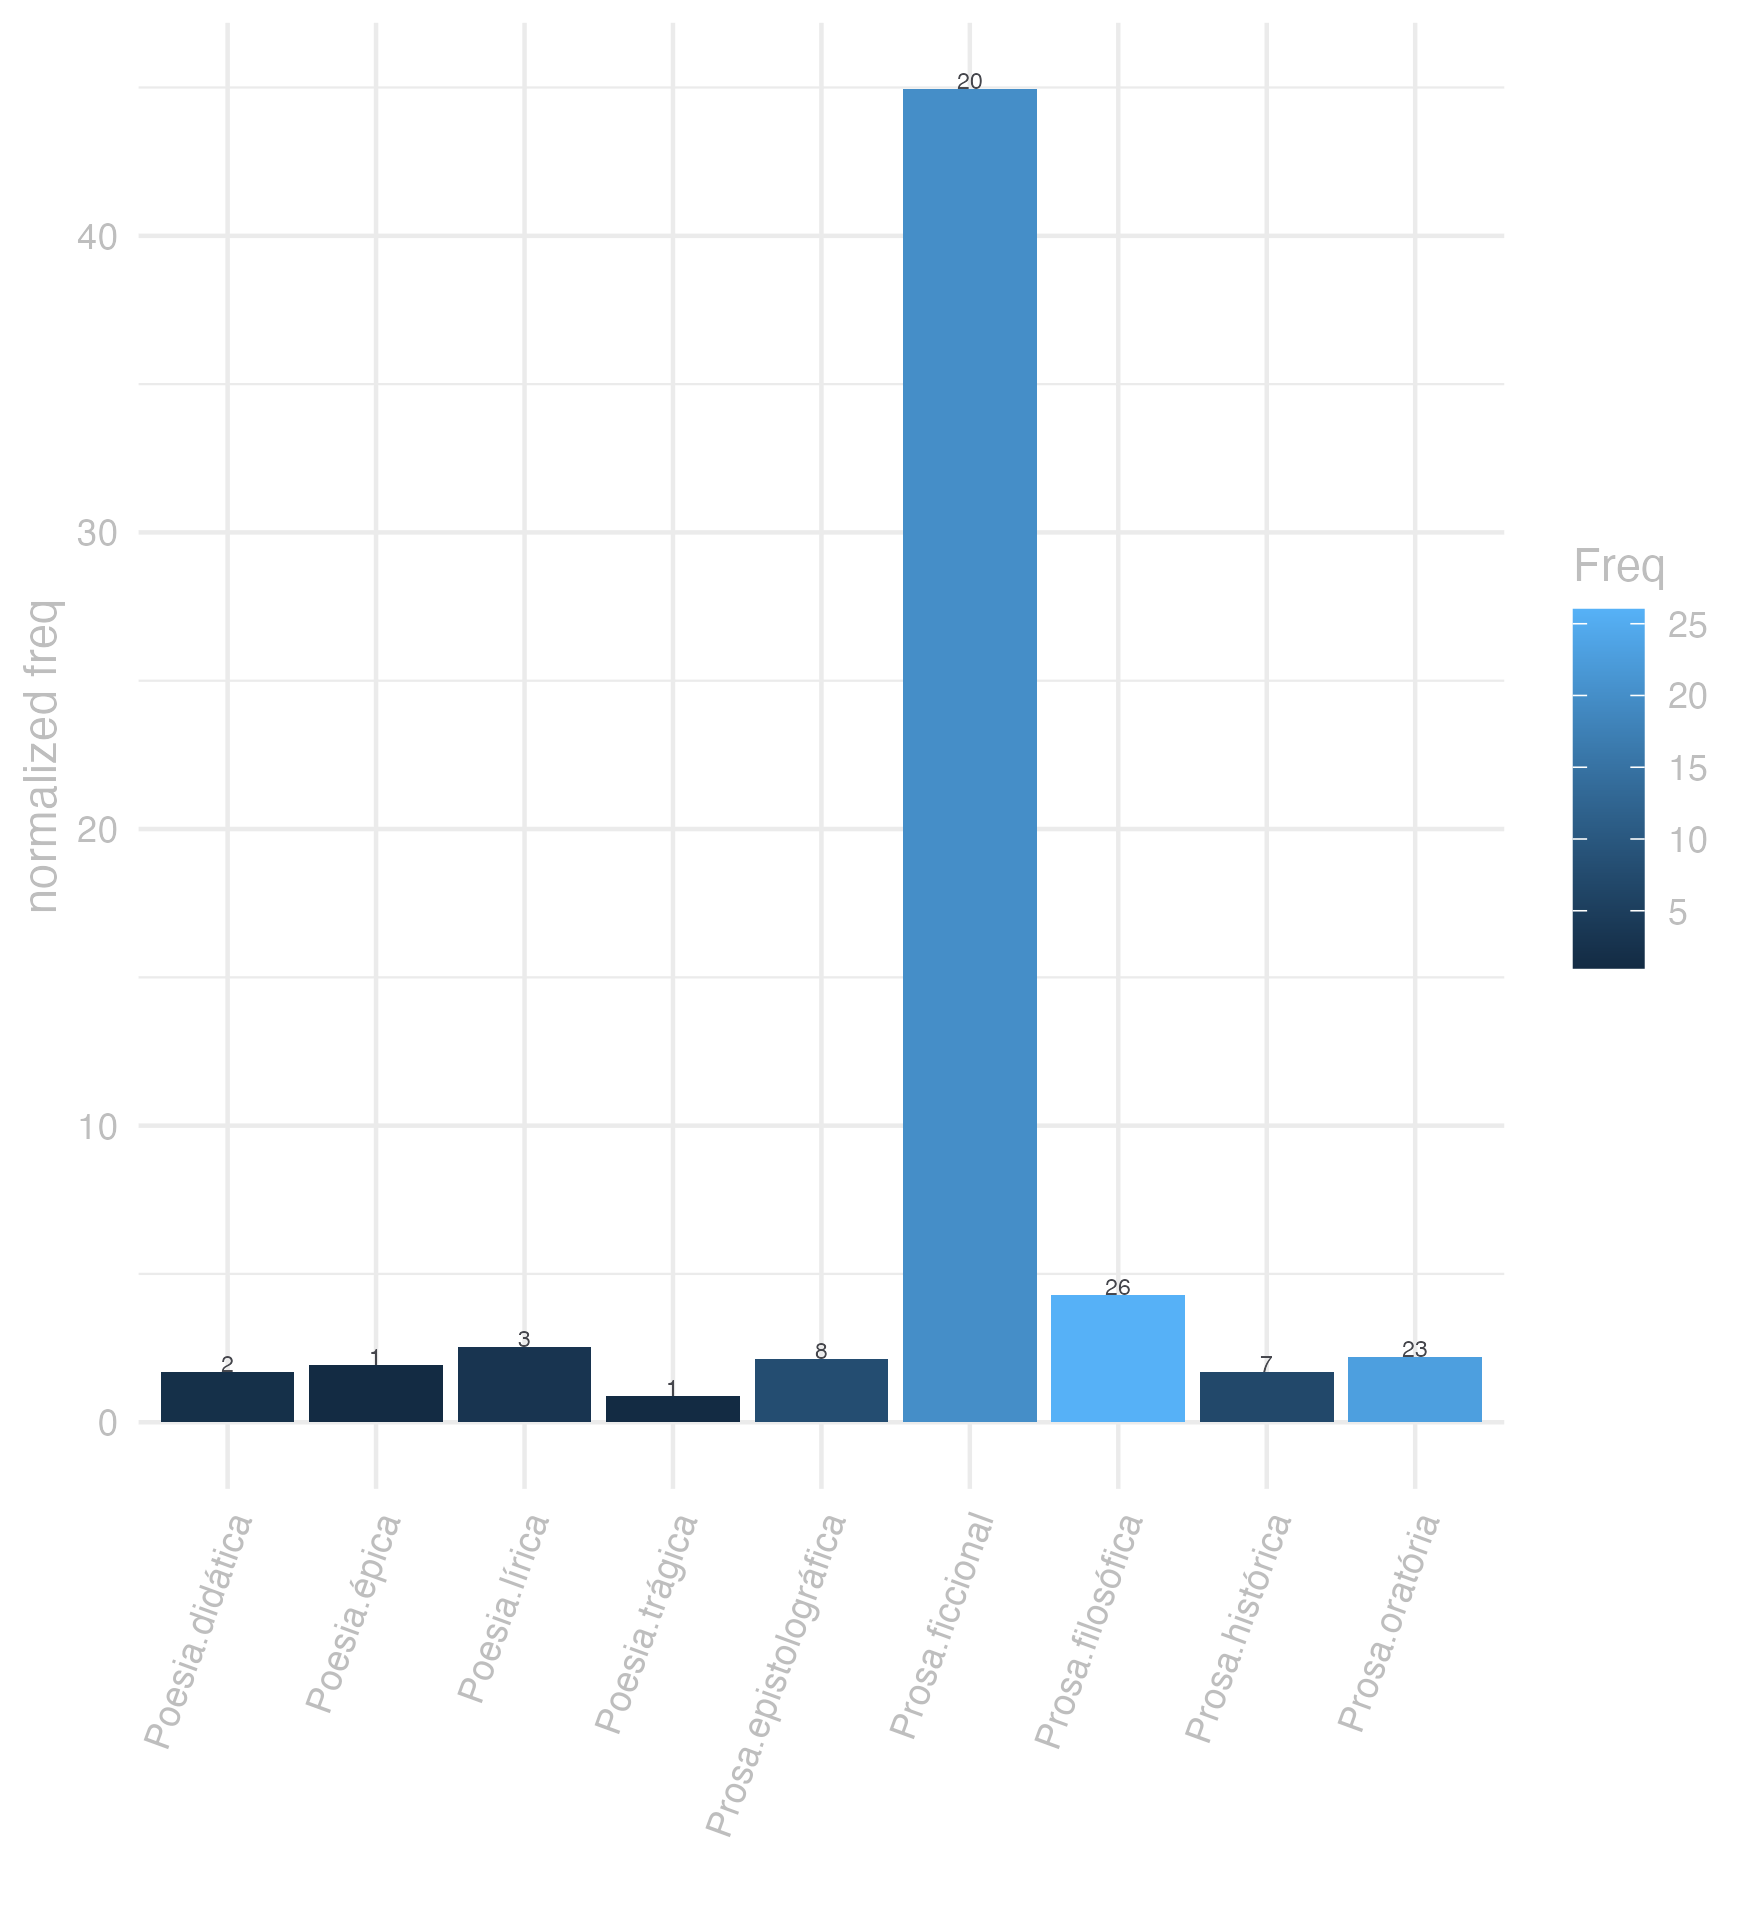 20
26
3
8
23
2
1
7
1
40
30
20
10
0
normalized freq
Freq
25
20
15
10
5
Poesia.didática
Poesia.épica
Poesia.lírica
Poesia.trágica
Prosa.epistolográfica
Prosa.ficcional
Prosa.filosófica
Prosa.histórica
Prosa.oratória